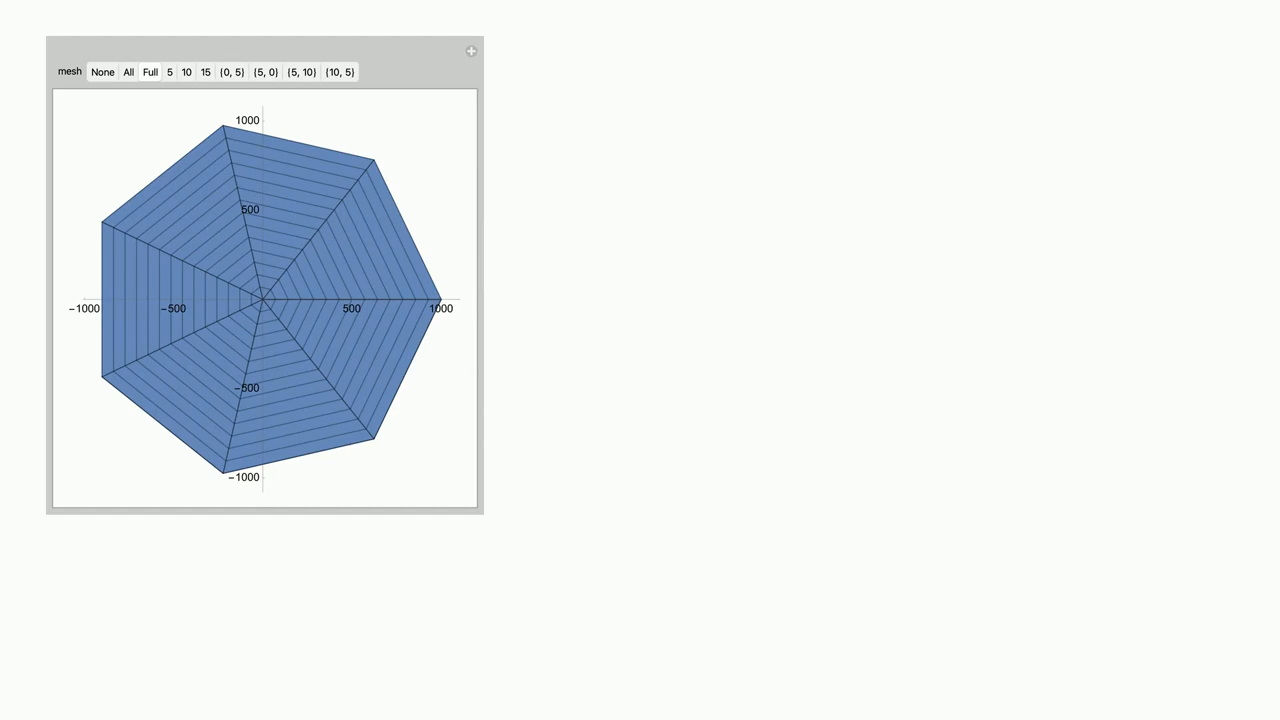 mesh None All Full 5 10 15 {0, 5} {5, 0} {5, 10} {10, 5}
1000
500
−1000 −500 500 1000
−500
−1000